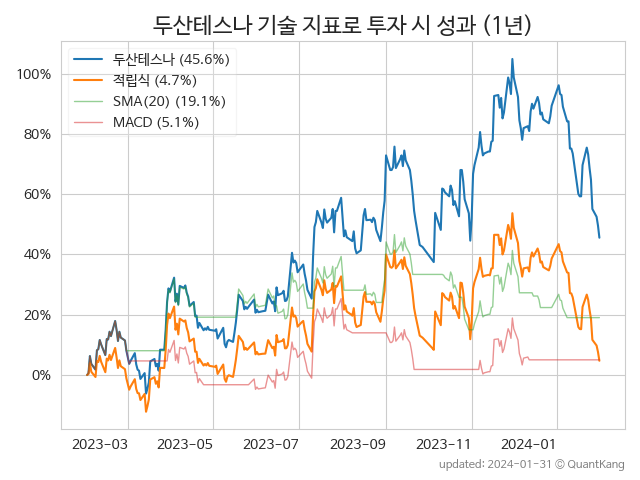 두산테스나 기술 지표로 투자 시 성과 (1년)
두산테스나 (45.6%)
적립식 (4.7%)
SMA(20) (19.1%)
MACD (5.1%)
100%
80%
60%
40%
20%
0%
2023-03 2023-05 2023-07 2023-09 2023-11 2024-01
updated: 2024-01-31 © QuantKang